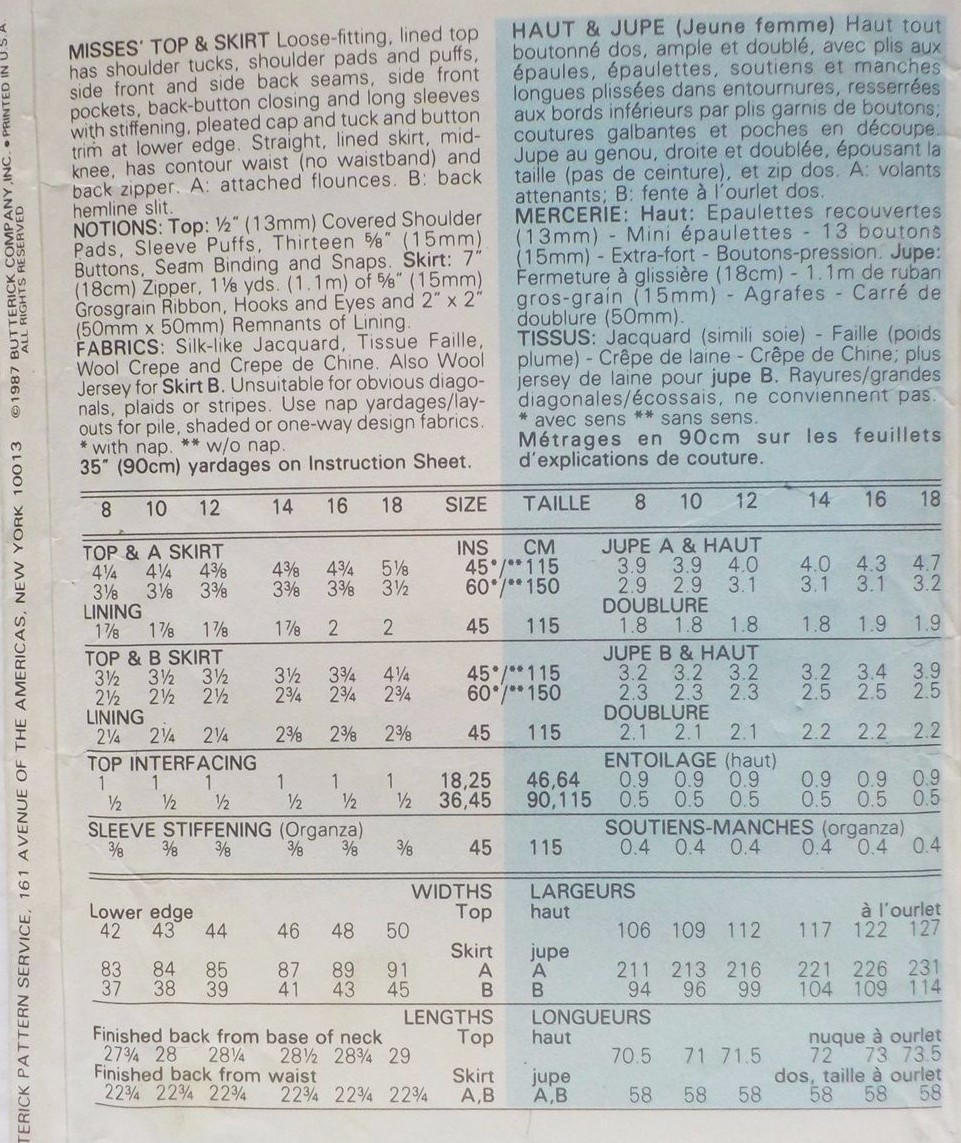 MISSES' TOP & SKIRT Loose-fitting, lined top
has shoulder tucks, shoulder pads and puffs,
side front and side back seams, side front
pockets, back-button closing and long sleeves
with stiffening, pleated cap and tuck and button
trim at lower edge. Straight, lined skirt, mid-
knee, has contour waist (no waistband) and
back zipper. A: attached flounces. B: back
hemline slit.
NOTIONS: Top: ½" (13mm) Covered Shoulder
Pads, Sleeve Puffs, Thirteen ⅝" (15mm)
Buttons, Seam Binding and Snaps. Skirt: 7"
(18cm) Zipper, 1⅛ yds. (1.1m) of ⅝" (15mm)
Grosgrain Ribbon, Hooks and Eyes and 2" x 2"
(50mm x 50mm) Remnants of Lining.
FABRICS: Silk-like Jacquard, Tissue Faille,
Wool Crepe and Crepe de Chine. Also Wool
Jersey for Skirt B. Unsuitable for obvious diago-
nals, plaids or stripes. Use nap yardages/lay-
outs for pile, shaded or one-way design fabrics.
* with nap. ** w/o nap.
35" (90cm) yardages on Instruction Sheet.
HAUT & JUPE (Jeune femme) Haut tout
boutonné dos, ample et doublé, avec plis aux
épaules, épaulettes, soutiens et manches
longues plissées dans entournures, resserrées
aux bords inférieurs par plis garnis de boutons;
coutures galbantes et poches en découpe.
Jupe au genou, droite et doublée, épousant la
taille (pas de ceinture), et zip dos. A: volants
attenants; B: fente à l'ourlet dos.
MERCERIE: Haut: Epaulettes recouvertes
(13mm) - Mini épaulettes - 13 boutons
(15mm) - Extra-fort - Boutons-pression. Jupe:
Fermeture à glissière (18cm) - 1.1m de ruban
gros-grain (15mm) - Agrafes - Carré de
doublure (50mm).
TISSUS: Jacquard (simili soie) - Faille (poids
plume) - Crêpe de laine - Crêpe de Chine; plus
jersey de laine pour jupe B. Rayures/grandes
diagonales/écossais, ne conviennent pas.
* avec sens ** sans sens.
Métrages en 90cm sur les feuillets
d'explications de couture.
8 10 12 14 16 18 SIZE TAILLE 8 10 12 14 16 18
TOP & A SKIRT INS CM JUPE A & HAUT
4¼ 4¼ 4⅜ 4⅜ 4¾ 5⅛ 45*/**115 3.9 3.9 4.0 4.0 4.3 4.7
3⅛ 3⅛ 3⅜ 3⅜ 3⅜ 3½ 60*/**150 2.9 2.9 3.1 3.1 3.1 3.2
LINING DOUBLURE
1⅞ 1⅞ 1⅞ 1⅞ 2 2 45 115 1.8 1.8 1.8 1.8 1.9 1.9
TOP & B SKIRT JUPE B & HAUT
3½ 3½ 3½ 3½ 3¾ 4¼ 45*/**115 3.2 3.2 3.2 3.2 3.4 3.9
2½ 2½ 2½ 2¾ 2¾ 2¾ 60*/**150 2.3 2.3 2.3 2.5 2.5 2.5
LINING DOUBLURE
2¼ 2¼ 2¼ 2⅜ 2⅜ 2⅜ 45 115 2.1 2.1 2.1 2.2 2.2 2.2
TOP INTERFACING ENTOILAGE (haut)
1 1 1 1 1 1 18,25 46,64 0.9 0.9 0.9 0.9 0.9 0.9
½ ½ ½ ½ ½ ½ 36,45 90,115 0.5 0.5 0.5 0.5 0.5 0.5
SLEEVE STIFFENING (Organza) SOUTIENS-MANCHES (organza)
⅜ ⅜ ⅜ ⅜ ⅜ ⅜ 45 115 0.4 0.4 0.4 0.4 0.4 0.4
WIDTHS LARGEURS
Lower edge Top haut à l'ourlet
42 43 44 46 48 50 106 109 112 117 122 127
Skirt jupe
83 84 85 87 89 91 A A 211 213 216 221 226 231
37 38 39 41 43 45 B B 94 96 99 104 109 114
LENGTHS LONGUEURS
Finished back from base of neck Top haut nuque à ourlet
27¾ 28 28¼ 28½ 28¾ 29 70.5 71 71.5 72 73 73.5
Finished back from waist Skirt jupe dos, taille à ourlet
22¾ 22¾ 22¾ 22¾ 22¾ 22¾ A,B A,B 58 58 58 58 58 58
TERICK PATTERN SERVICE, 161 AVENUE OF THE AMERICAS, NEW YORK 10013 ©1987 BUTTERICK COMPANY, INC. • PRINTED IN U.S.A
ALL RIGHTS RESERVED